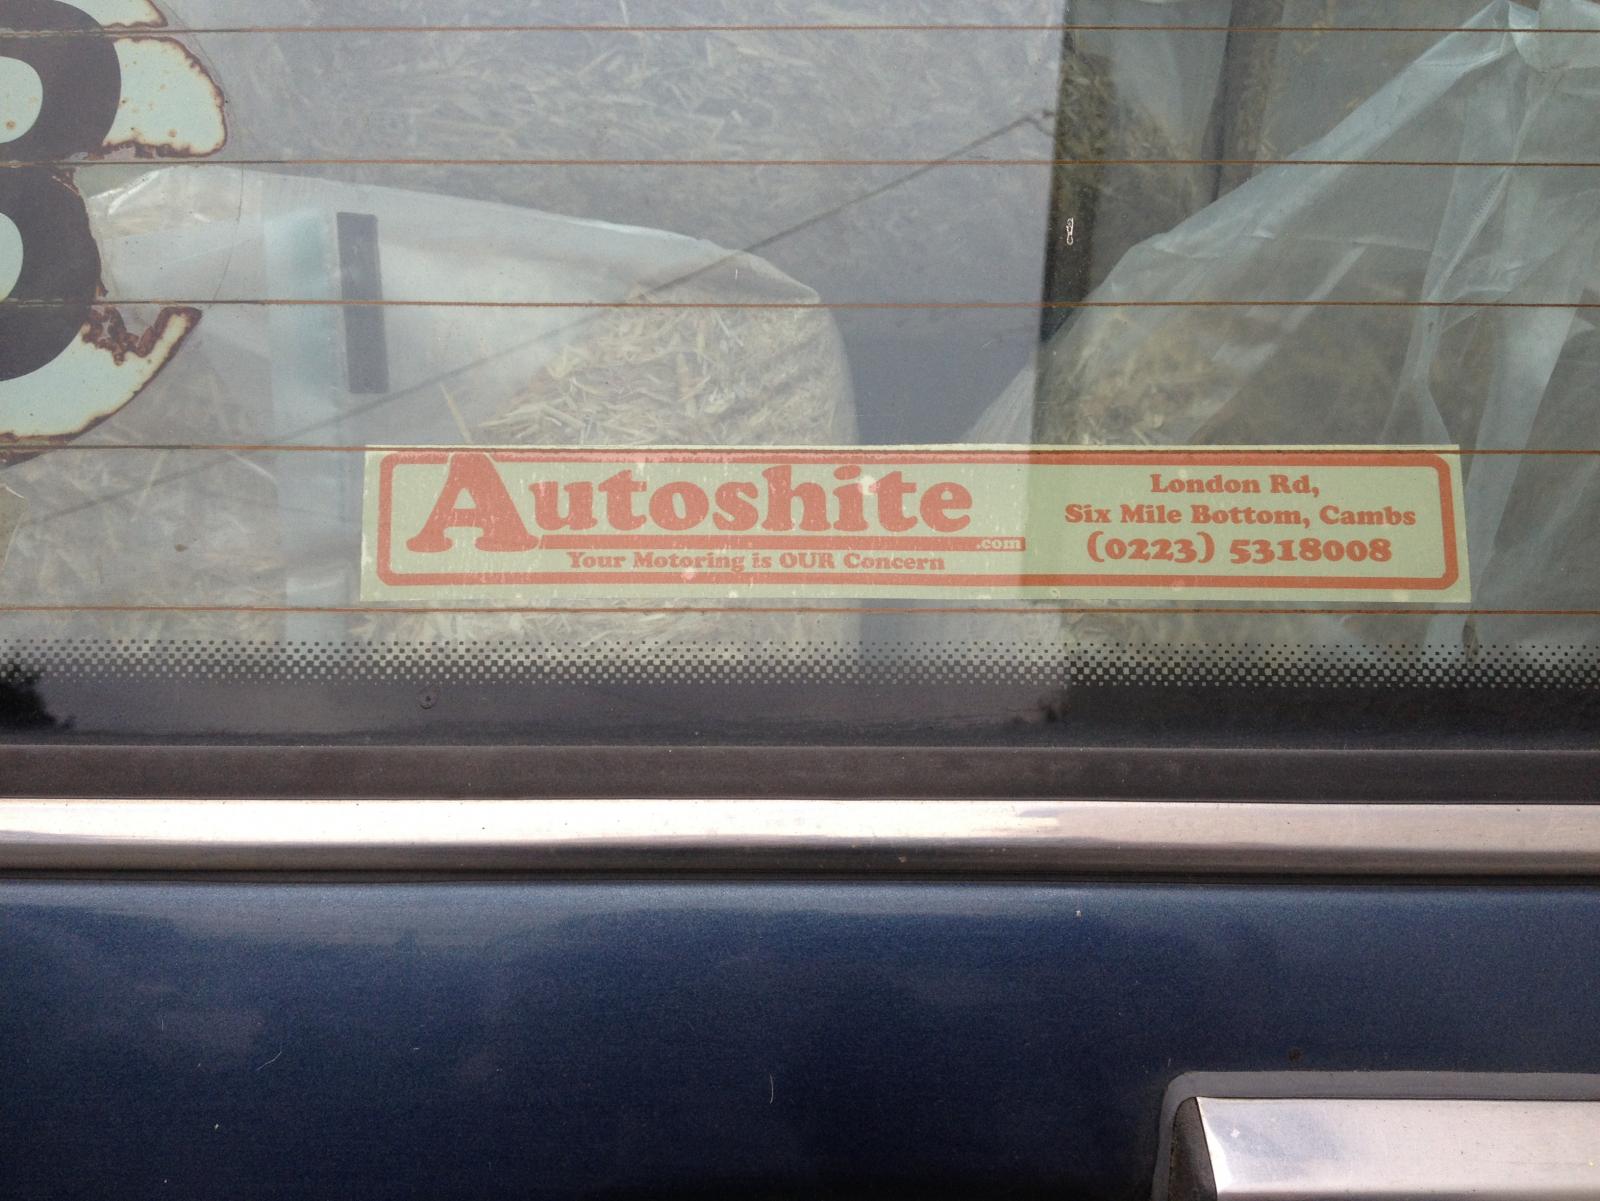 B
Autoshite
.com
Your Motoring is OUR Concern
London Rd,
Six Mile Bottom, Cambs
(0223) 5318008